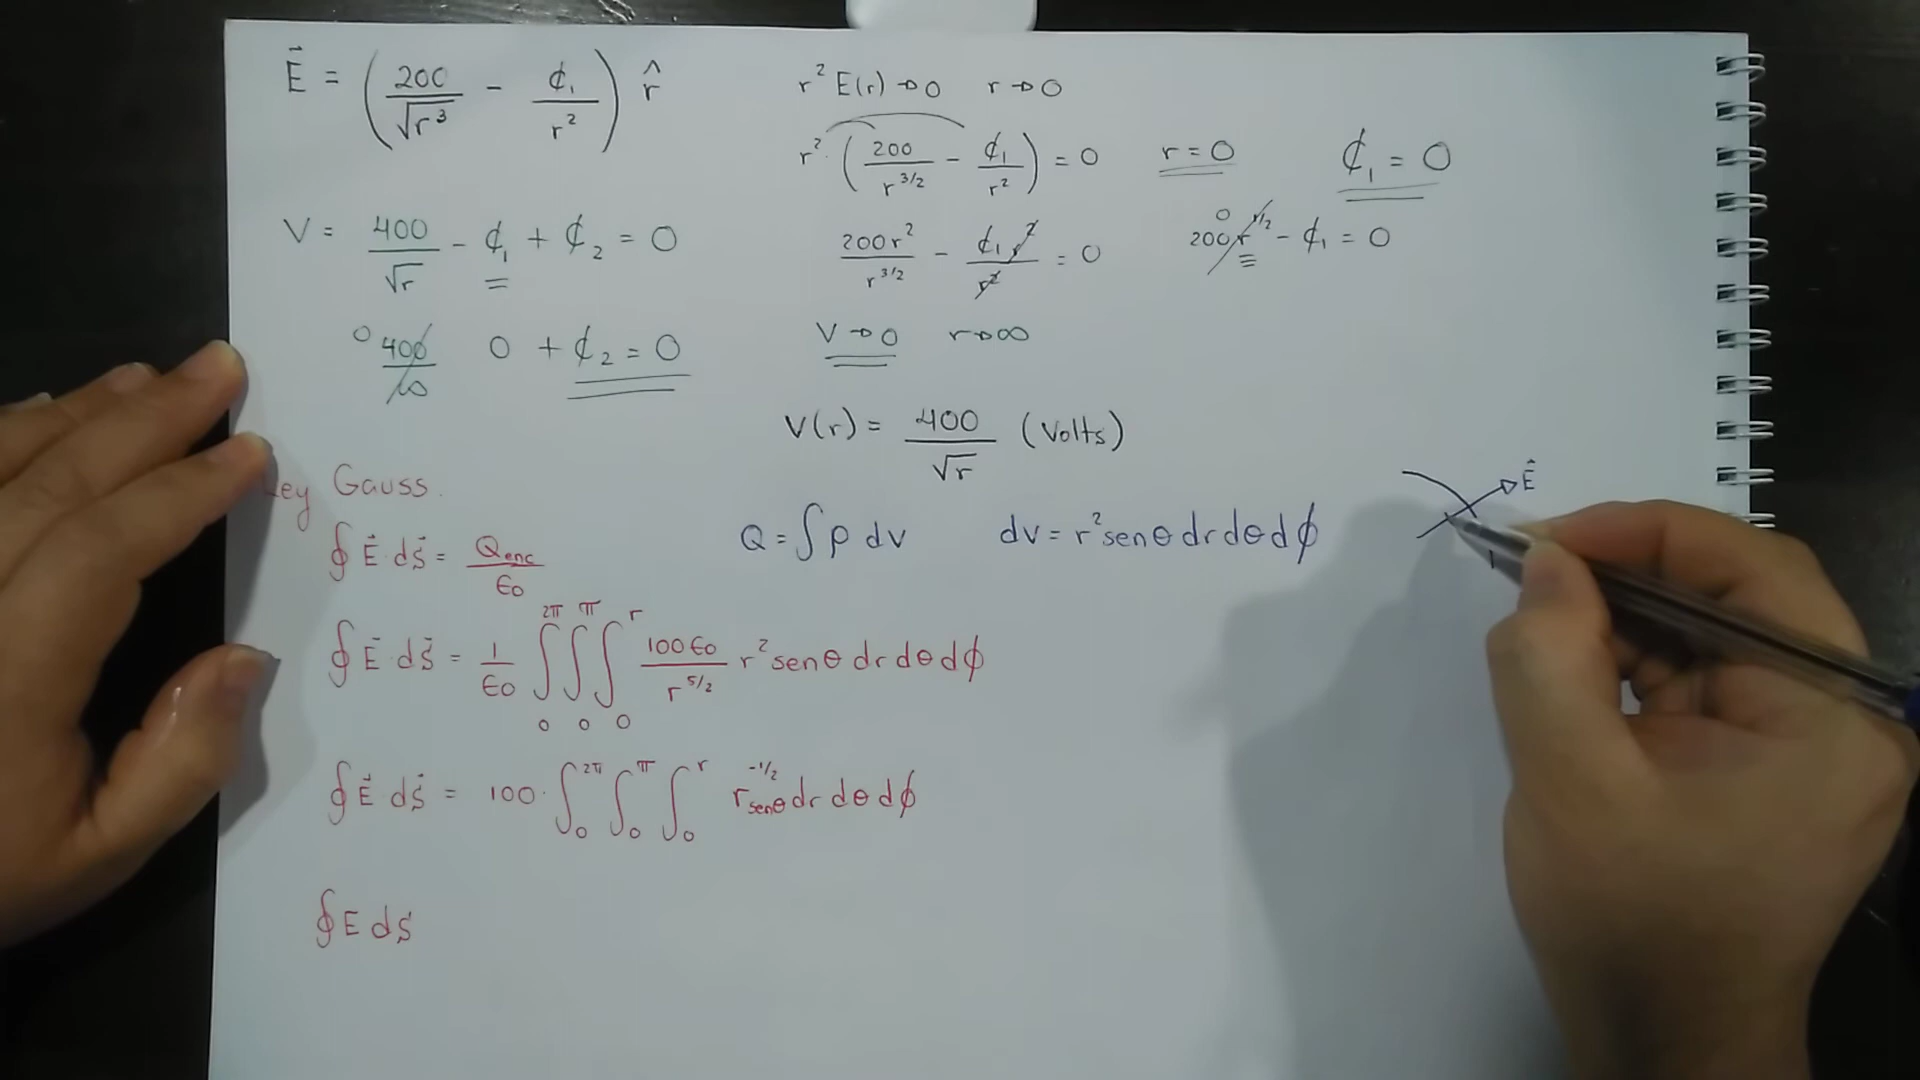 E⃗ = (200/√r³ - ₵₁/r²) r̂
V = 400/√r - ₵₁ + ₵₂ = 0
0 400/∞ 0 + ₵₂ = 0
r² E(r) → 0 r → 0
r² · (200/r^3/2 - ₵₁/r²) = 0 r = 0 ₵₁ = 0
200r²/r^3/2 - ₵₁r²/r² = 0 0 200r^1/2 - ₵₁ = 0
V → 0 r → ∞
V(r) = 400/√r (Volts)
Ley Gauss.
∮ E⃗ · dS⃗ = Qenc/ϵ0
Q = ∫ρ dv dv = r² senθ dr dθ dϕ
E⃗
∮ E⃗ · dS⃗ = 1/ϵ0 ∫₀^2π ∫₀^π ∫₀^r 100ϵ0/r^5/2 r² senθ dr dθ dϕ
∮ E⃗ · dS⃗ = 100 · ∫₀^2π ∫₀^π ∫₀^r r^-1/2 senθ dr dθ dϕ
∮ E dS